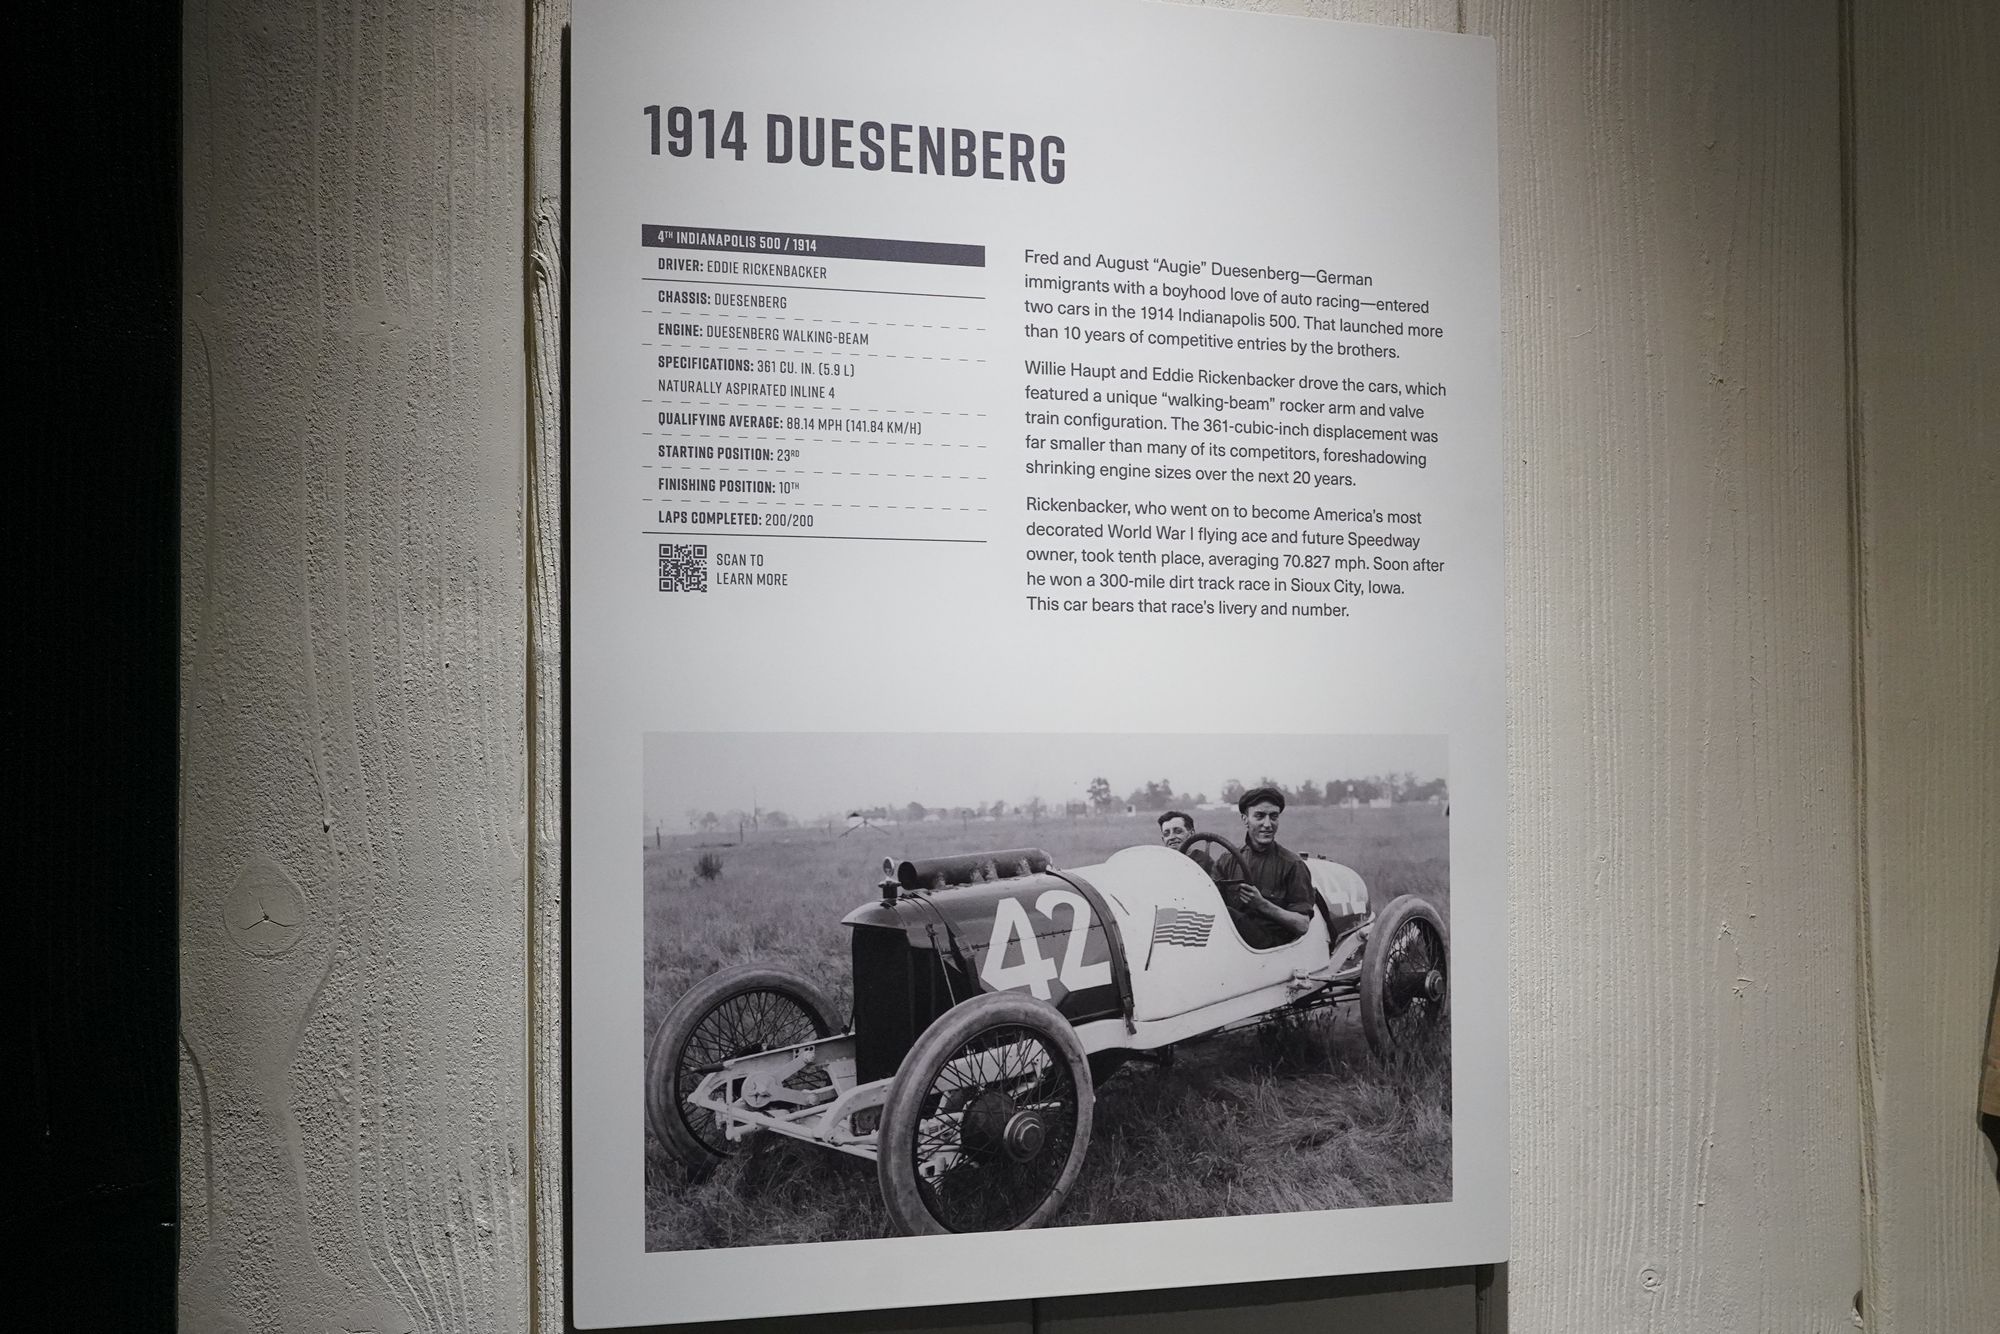 1914 DUESENBERG
4TH INDIANAPOLIS 500 / 1914
DRIVER: EDDIE RICKENBACKER
CHASSIS: DUESENBERG
ENGINE: DUESENBERG WALKING-BEAM
SPECIFICATIONS: 361 CU. IN. (5.9 L)
NATURALLY ASPIRATED INLINE 4
QUALIFYING AVERAGE: 88.14 MPH (141.84 KM/H)
STARTING POSITION: 23RD
FINISHING POSITION: 10TH
LAPS COMPLETED: 200/200
SCAN TO
LEARN MORE
Fred and August “Augie” Duesenberg—German
immigrants with a boyhood love of auto racing—entered
two cars in the 1914 Indianapolis 500. That launched more
than 10 years of competitive entries by the brothers.
Willie Haupt and Eddie Rickenbacker drove the cars, which
featured a unique “walking-beam” rocker arm and valve
train configuration. The 361-cubic-inch displacement was
far smaller than many of its competitors, foreshadowing
shrinking engine sizes over the next 20 years.
Rickenbacker, who went on to become America’s most
decorated World War I flying ace and future Speedway
owner, took tenth place, averaging 70.827 mph. Soon after
he won a 300-mile dirt track race in Sioux City, Iowa.
This car bears that race’s livery and number.
42
42